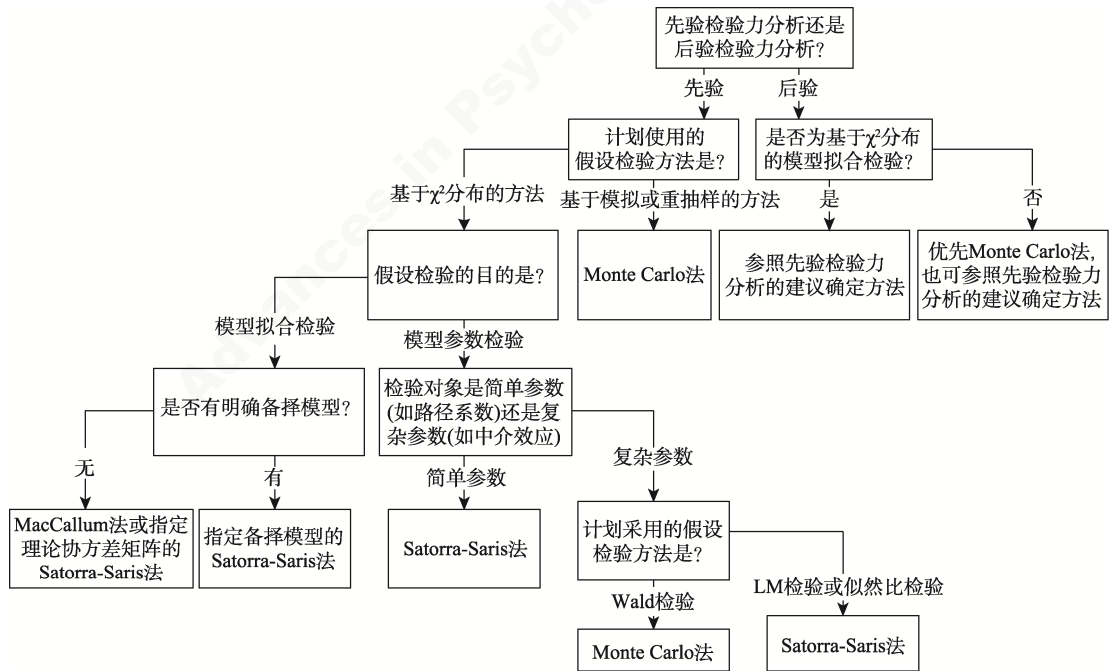 先验检验力分析还是
后验检验力分析?
先验
后验
计划使用的
假设检验方法是?
是否为基于χ²分布
的模型拟合检验?
基于χ²分布的方法
基于模拟或重抽样的方法
是
否
假设检验的目的是?
Monte Carlo法
参照先验检验力
分析的建议确定方法
优先Monte Carlo法,
也可参照先验检验力
分析的建议确定方法
模型拟合检验
模型参数检验
是否有明确备择模型?
检验对象是简单参数
(如路径系数)还是复
杂参数(如中介效应)
无
有
简单参数
复杂参数
MacCallum法或指定
理论协方差矩阵的
Satorra-Saris法
指定备择模型的
Satorra-Saris法
Satorra-Saris法
计划采用的假设
检验方法是?
Wald检验
LM检验或似然比检验
Monte Carlo法
Satorra-Saris法
Advances in Psycho